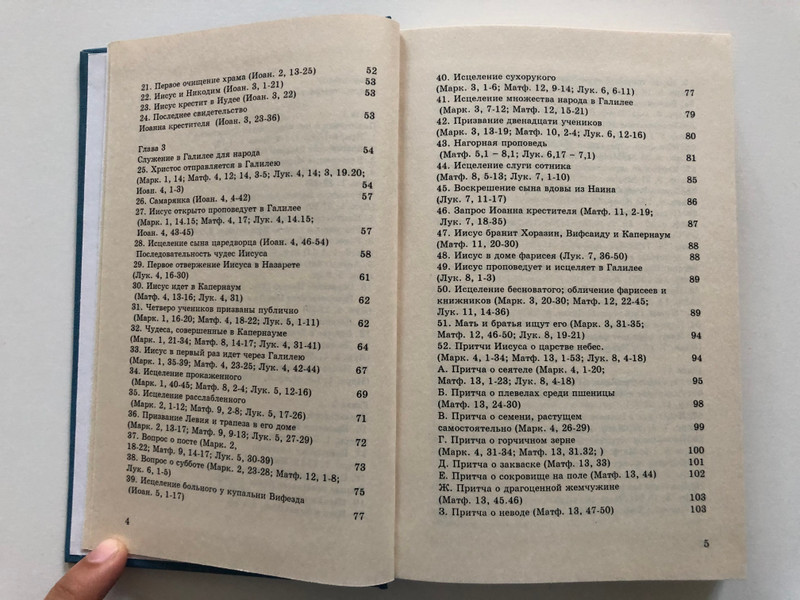 21. Первое очищение храма (Иоан. 2, 13-25) 52
22. Иисус и Никодим (Иоан. 3, 1-21) 53
23. Иисус крестит в Иудее (Иоан. 3, 22) 53
24. Последнее свидетельство
Иоанна крестителя (Иоан. 3, 23-36) 53
Глава 3
Служение в Галилее для народа 54
25. Христос отправляется в Галилею
(Марк. 1, 14; Матф. 4, 12; 14, 3-5; Лук. 4, 14; 3, 19.20;
Иоан. 4, 1-3) 54
26. Самарянка (Иоан. 4, 4-42) 57
27. Иисус открыто проповедует в Галилее
(Марк. 1, 14.15; Матф. 4, 17; Лук. 4, 14.15;
Иоан. 4, 43-45) 57
28. Исцеление сына царедворца (Иоан. 4, 46-54)
Последовательность чудес Иисуса 58
29. Первое отвержение Иисуса в Назарете
(Лук. 4, 16-30) 61
30. Иисус идет в Капернаум
(Матф. 4, 13-16; Лук. 4, 31) 62
31. Четверо учеников призваны публично
(Марк. 1, 16-20; Матф. 4, 18-22; Лук. 5, 1-11) 62
32. Чудеса, совершенные в Капернауме
(Марк. 1, 21-34; Матф. 8, 14-17; Лук. 4, 31-41) 64
33. Иисус в первый раз идет через Галилею
(Марк. 1, 35-39; Матф. 4, 23-25; Лук. 4, 42-44) 67
34. Исцеление прокаженного
(Марк. 1, 40-45; Матф. 8, 2-4; Лук. 5, 12-16) 69
35. Исцеление расслабленного
(Марк. 2, 1-12; Матф. 9, 2-8; Лук. 5, 17-26) 71
36. Призвание Левия и трапеза в его доме
(Марк. 2, 13-17; Матф. 9, 9-13; Лук. 5, 27-29) 72
37. Вопрос о посте (Марк. 2,
18-22; Матф. 9, 14-17; Лук. 5, 30-39) 73
38. Вопрос о субботе (Марк. 2, 23-28; Матф. 12, 1-8;
Лук. 6, 1-5) 75
39. Исцеление больного у купальни Вифезда
(Иоан. 5, 1-17) 77
4
40. Исцеление сухорукого
(Марк. 3, 1-6; Матф. 12, 9-14; Лук. 6, 6-11) 77
41. Исцеление множества народа в Галилее
(Марк. 3, 7-12; Матф. 12, 15-21) 79
42. Призвание двенадцати учеников
(Марк. 3, 13-19; Матф. 10, 2-4; Лук. 6, 12-16) 80
43. Нагорная проповедь
(Матф. 5,1 – 8,1; Лук. 6,17 – 7,1) 81
44. Исцеление слуги сотника
(Матф. 8, 5-13; Лук. 7, 1-10) 85
45. Воскрешение сына вдовы из Наина
(Лук. 7, 11-17) 86
46. Запрос Иоанна крестителя (Матф. 11, 2-19;
Лук. 7, 18-35) 87
47. Иисус бранит Хоразин, Вифсаиду и Капернаум
(Матф. 11, 20-30) 88
48. Иисус в доме фарисея (Лук. 7, 36-50) 88
49. Иисус проповедует и исцеляет в Галилее
(Лук. 8, 1-3) 89
50. Исцеление бесноватого; обличение фарисеев и
книжников (Марк. 3, 20-30; Матф. 12, 22-45;
Лук. 11, 14-36) 89
51. Мать и братья ищут его (Марк. 3, 31-35;
Матф. 12, 46-50; Лук. 8, 19-21) 94
52. Притчи Иисуса о царстве небес.
(Марк. 4, 1-34; Матф. 13, 1-53; Лук. 8, 4-18) 94
А. Притча о сеятеле (Марк. 4, 1-20;
Матф. 13, 1-23; Лук. 8, 4-18) 95
Б. Притча о плевелах среди пшеницы
(Матф. 13, 24-30) 98
В. Притча о семени, растущем
самостоятельно (Марк. 4, 26-29) 99
Г. Притча о горчичном зерне
(Марк. 4, 31-34; Матф. 13, 31.32; ) 100
Д. Притча о закваске (Матф. 13, 33) 101
Е. Притча о сокровище на поле (Матф. 13, 44) 102
Ж. Притча о драгоценной жемчужине
(Матф. 13, 45.46) 103
З. Притча о неводе (Матф. 13, 47-50) 103
5